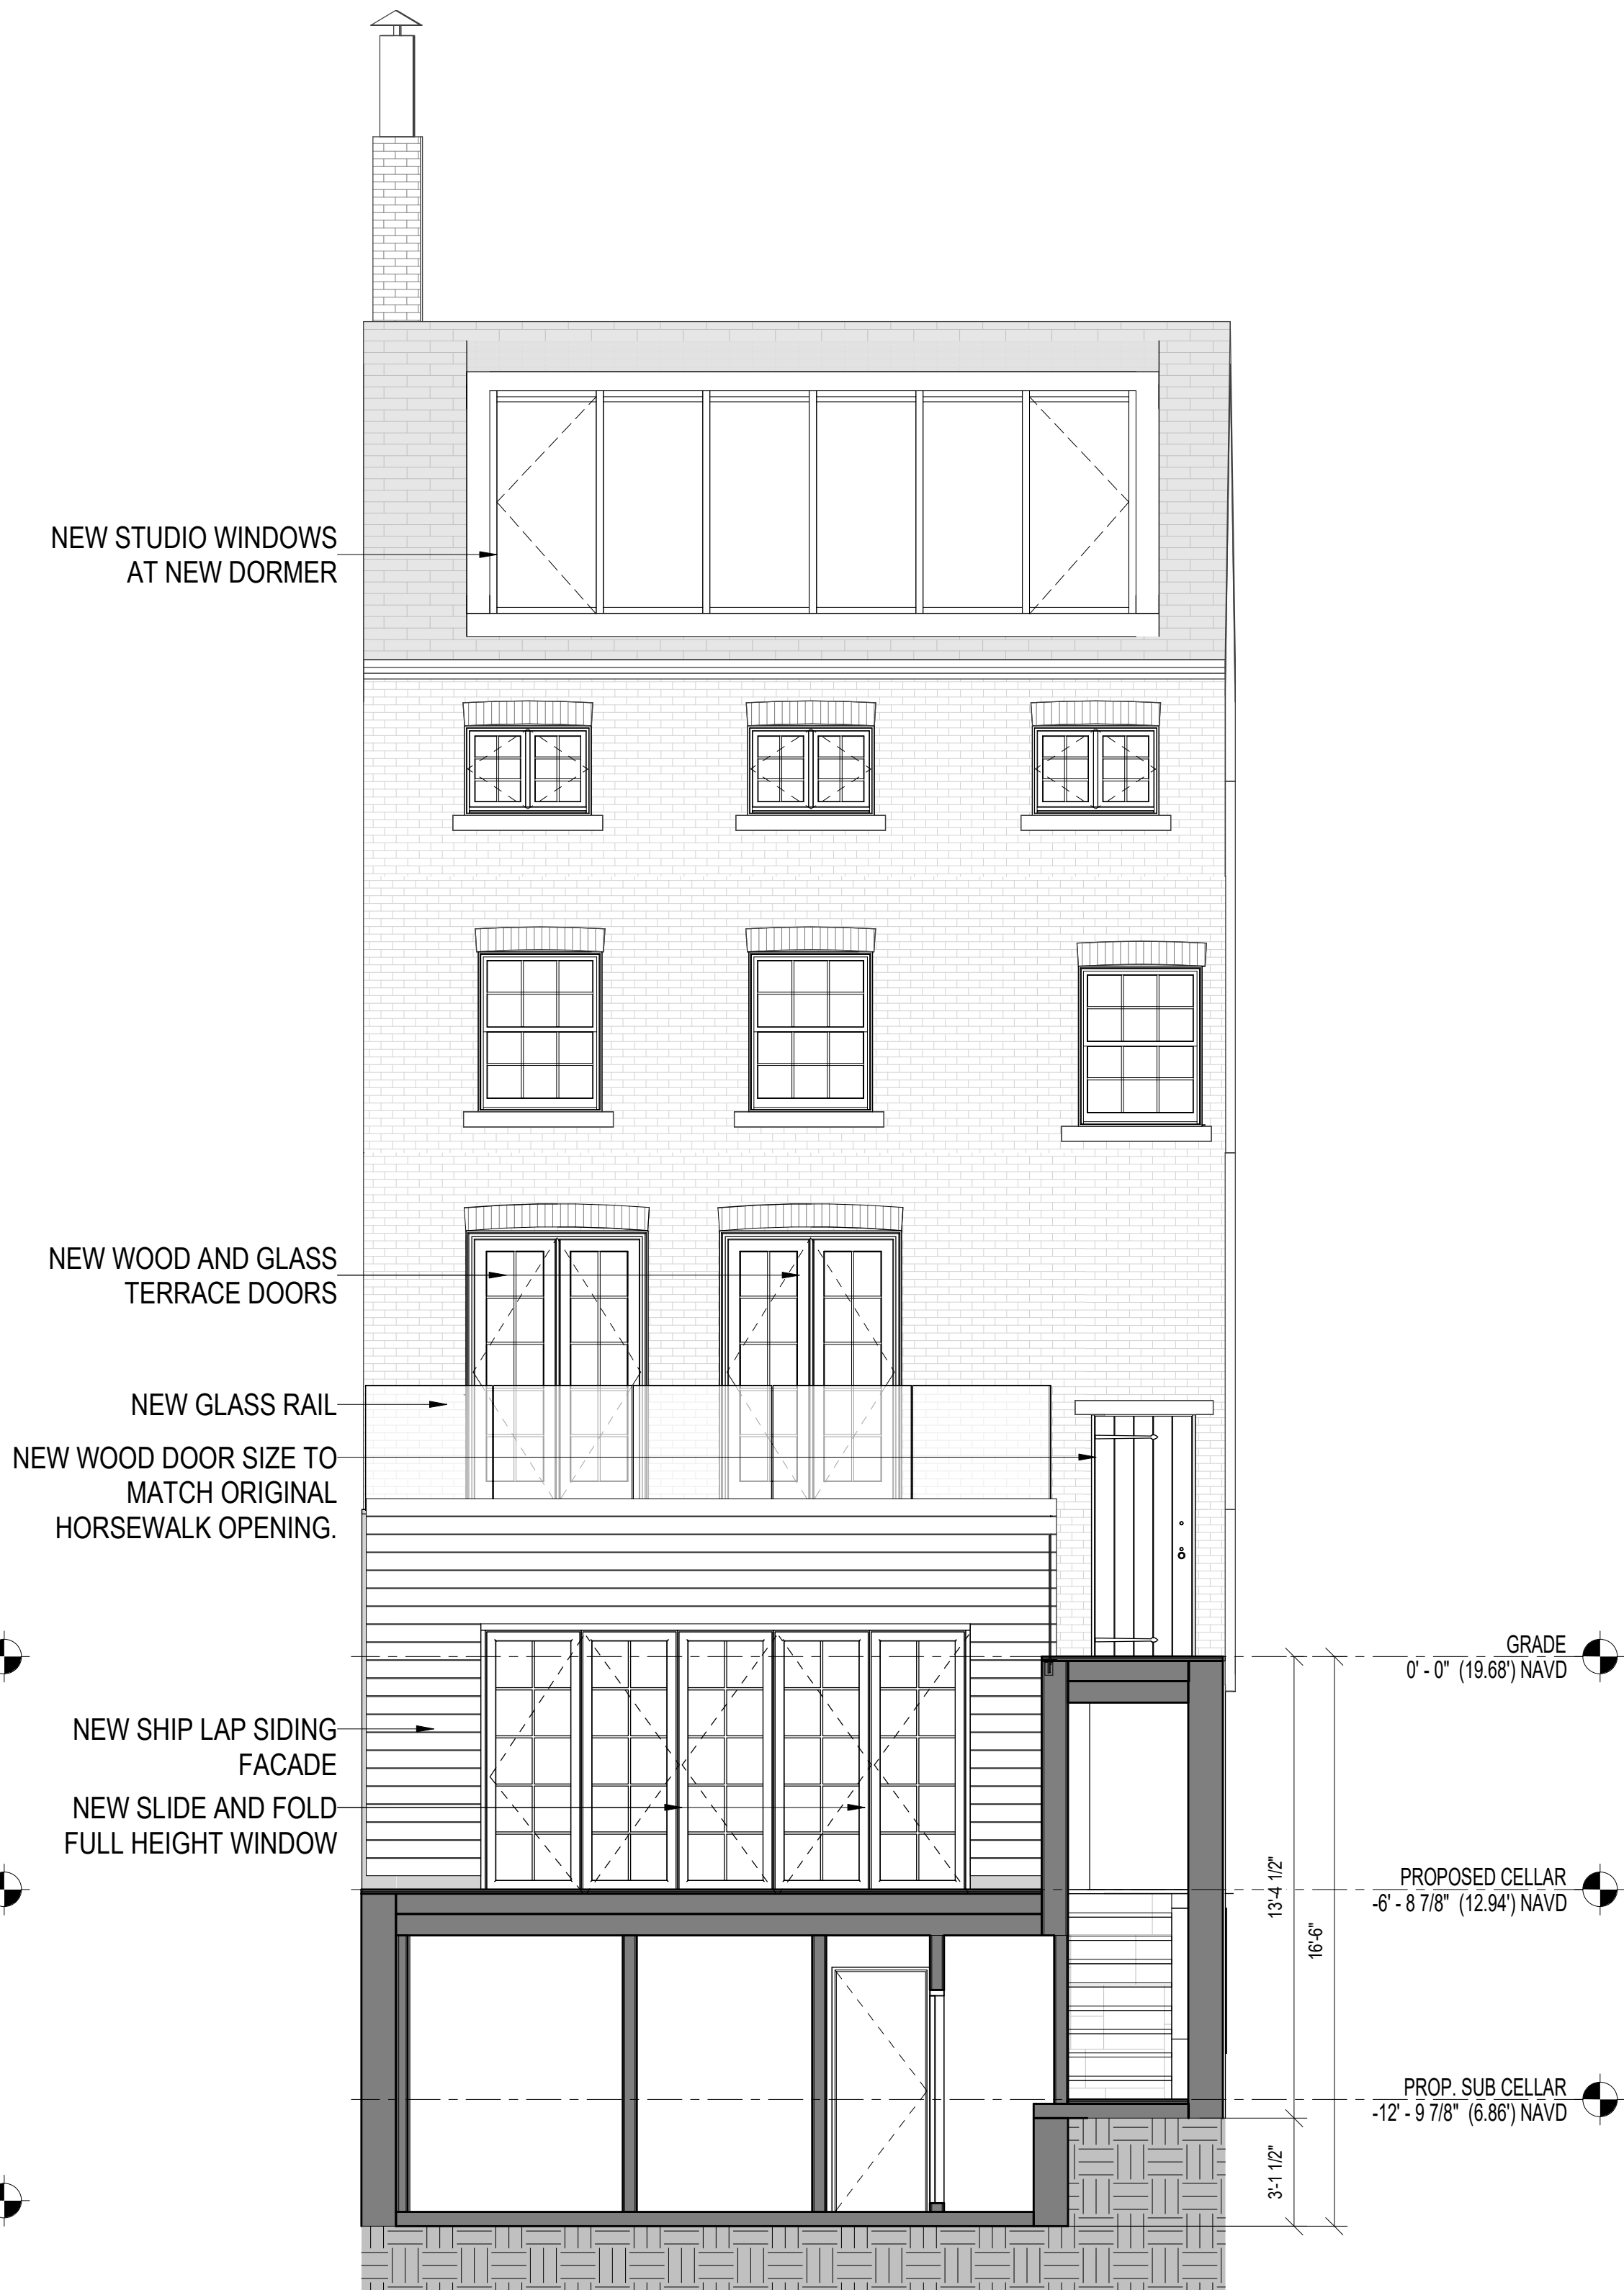 NEW STUDIO WINDOWS
AT NEW DORMER
NEW WOOD AND GLASS
TERRACE DOORS
NEW GLASS RAIL
NEW WOOD DOOR SIZE TO
MATCH ORIGINAL
HORSEWALK OPENING.
GRADE
0' - 0" (19.68') NAVD
NEW SHIP LAP SIDING
FACADE
NEW SLIDE AND FOLD
FULL HEIGHT WINDOW
PROPOSED CELLAR
-6' - 8 7/8" (12.94') NAVD
13'-4 1/2"
16'-6"
PROP. SUB CELLAR
-12' - 9 7/8" (6.86') NAVD
3'-1 1/2"